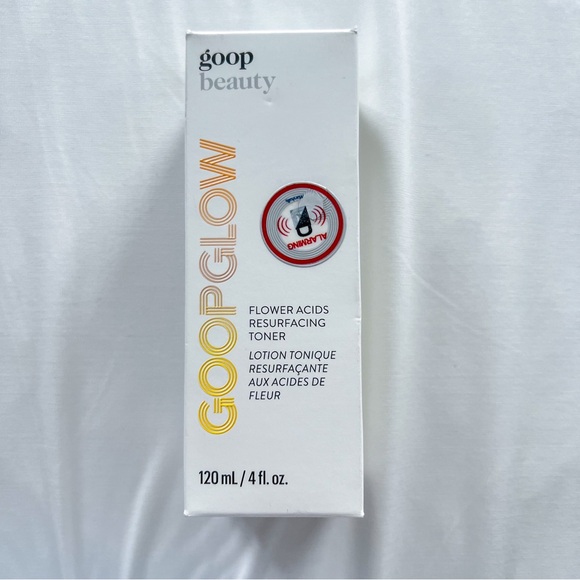 goop
beauty
GOOPGLOW
ALARMING
FLOWER ACIDS
RESURFACING
TONER
LOTION TONIQUE
RESURFAÇANTE
AUX ACIDES DE
FLEUR
120 mL / 4 fl. oz.